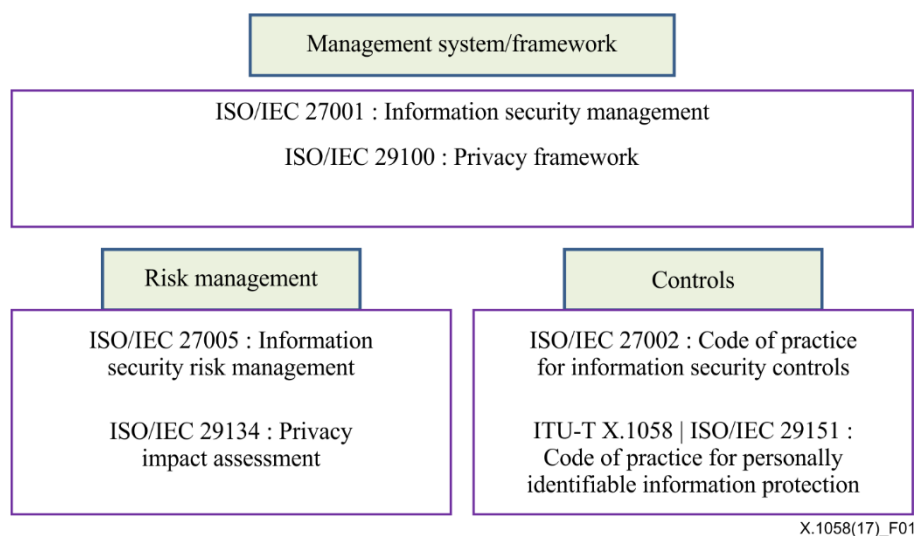 Management system/framework
ISO/IEC 27001 : Information security management
ISO/IEC 29100 : Privacy framework
Risk management
ISO/IEC 27005 : Information
security risk management
ISO/IEC 29134 : Privacy
impact assessment
Controls
ISO/IEC 27002 : Code of practice
for information security controls
ITU-T X.1058 | ISO/IEC 29151 :
Code of practice for personally
identifiable information protection
X.1058(17)_F01